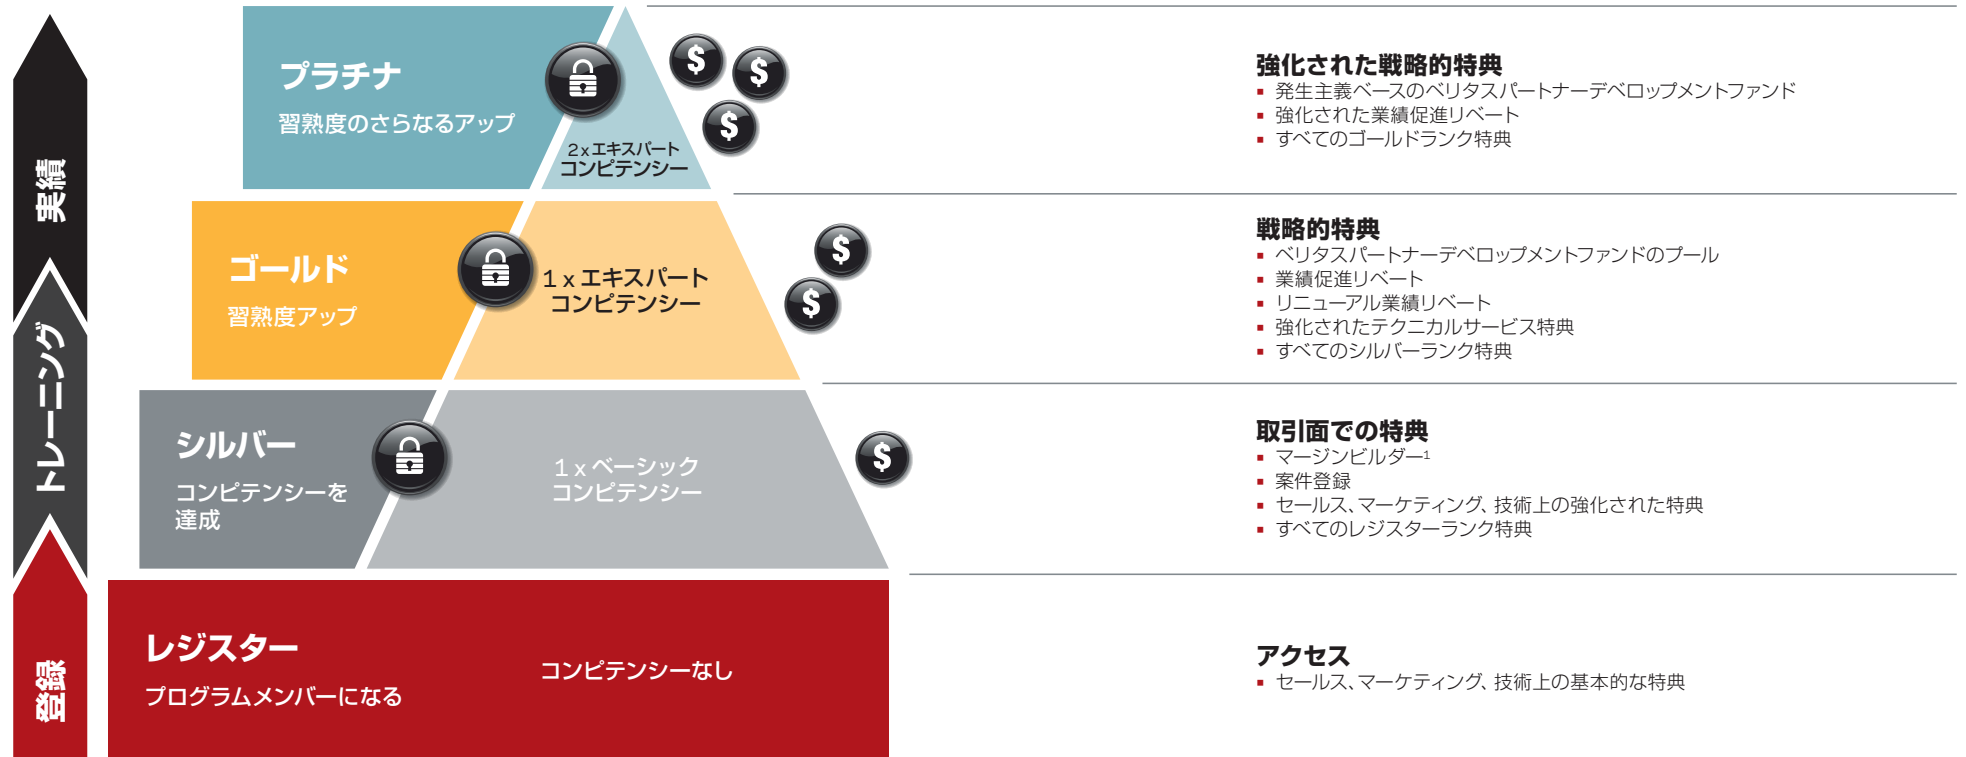 プラチナ
習熟度のさらなるアップ
2xエキスパート
コンピテンシー
強化された戦略的特典
発生主義ベースのベリタスパートナーデベロップメントファンド
強化された業績促進リベート
すべてのゴールドランク特典
ゴールド
習熟度アップ
1 x エキスパート
コンピテンシー
戦略的特典
ベリタスパートナーデベロップメントファンドのプール
業績促進リベート
リニューアル業績リベート
強化されたテクニカルサービス特典
すべてのシルバーランク特典
シルバー
コンピテンシーを
達成
1 x ベーシック
コンピテンシー
取引面での特典
マージンビルダー1
案件登録
セールス、マーケティング、技術上の強化された特典
すべてのレジスターランク特典
レジスター
プログラムメンバーになる
コンピテンシーなし
アクセス
セールス、マーケティング、技術上の基本的な特典
実績
トレーニング
登録
$
$
$
$
$
$